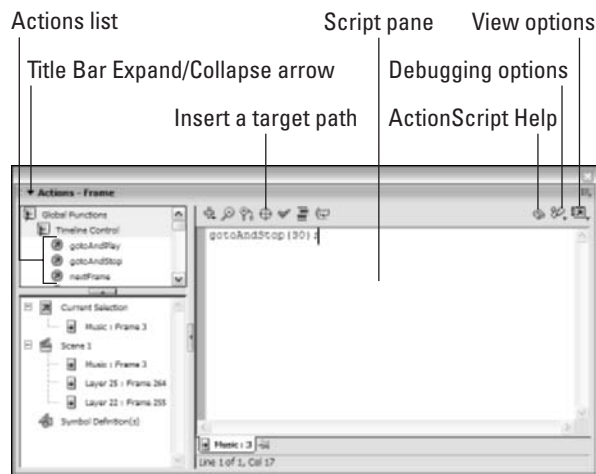 Actions list
Script pane
View options
Title Bar Expand/Collapse arrow
Debugging options
Insert a target path
ActionScript Help
Actions - Frame
Global Functions
Timeline Control
gotoAndPlay
gotoAndStop
nextFrame
gotoAndStop(30);
Current Selection
Music : Frame 3
Scene 1
Music : Frame 3
Layer 25 : Frame 264
Layer 22 : Frame 255
Symbol Definition(s)
Music : 3
Line 1 of 1, Col 17